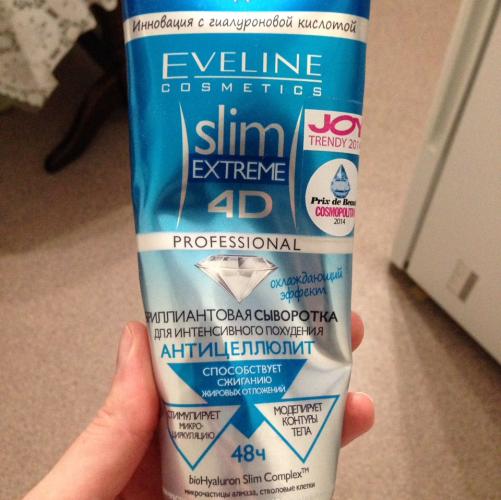 Инновация с гиалуроновой кислотой
EVELINE
COSMETICS
slim
EXTREME
4D
JOY
TRENDY 2014
Prix de Beauté
COSMOPOLITAN
2014
PROFESSIONAL
охлаждающий
эффект
БРИЛЛИАНТОВАЯ СЫВОРОТКА
ДЛЯ ИНТЕНСИВНОГО ПОХУДЕНИЯ
АНТИЦЕЛЛЮЛИТ
СПОСОБСТВУЕТ
СЖИГАНИЮ
ЖИРОВЫХ ОТЛОЖЕНИЙ
СТИМУЛИРУЕТ
МИКРО-
ЦИРКУЛЯЦИЮ
МОДЕЛИРУЕТ
КОНТУРЫ
ТЕЛА
48ч
bioHyaluron Slim Complex™
микрочастицы алмаза, стволовые клетки